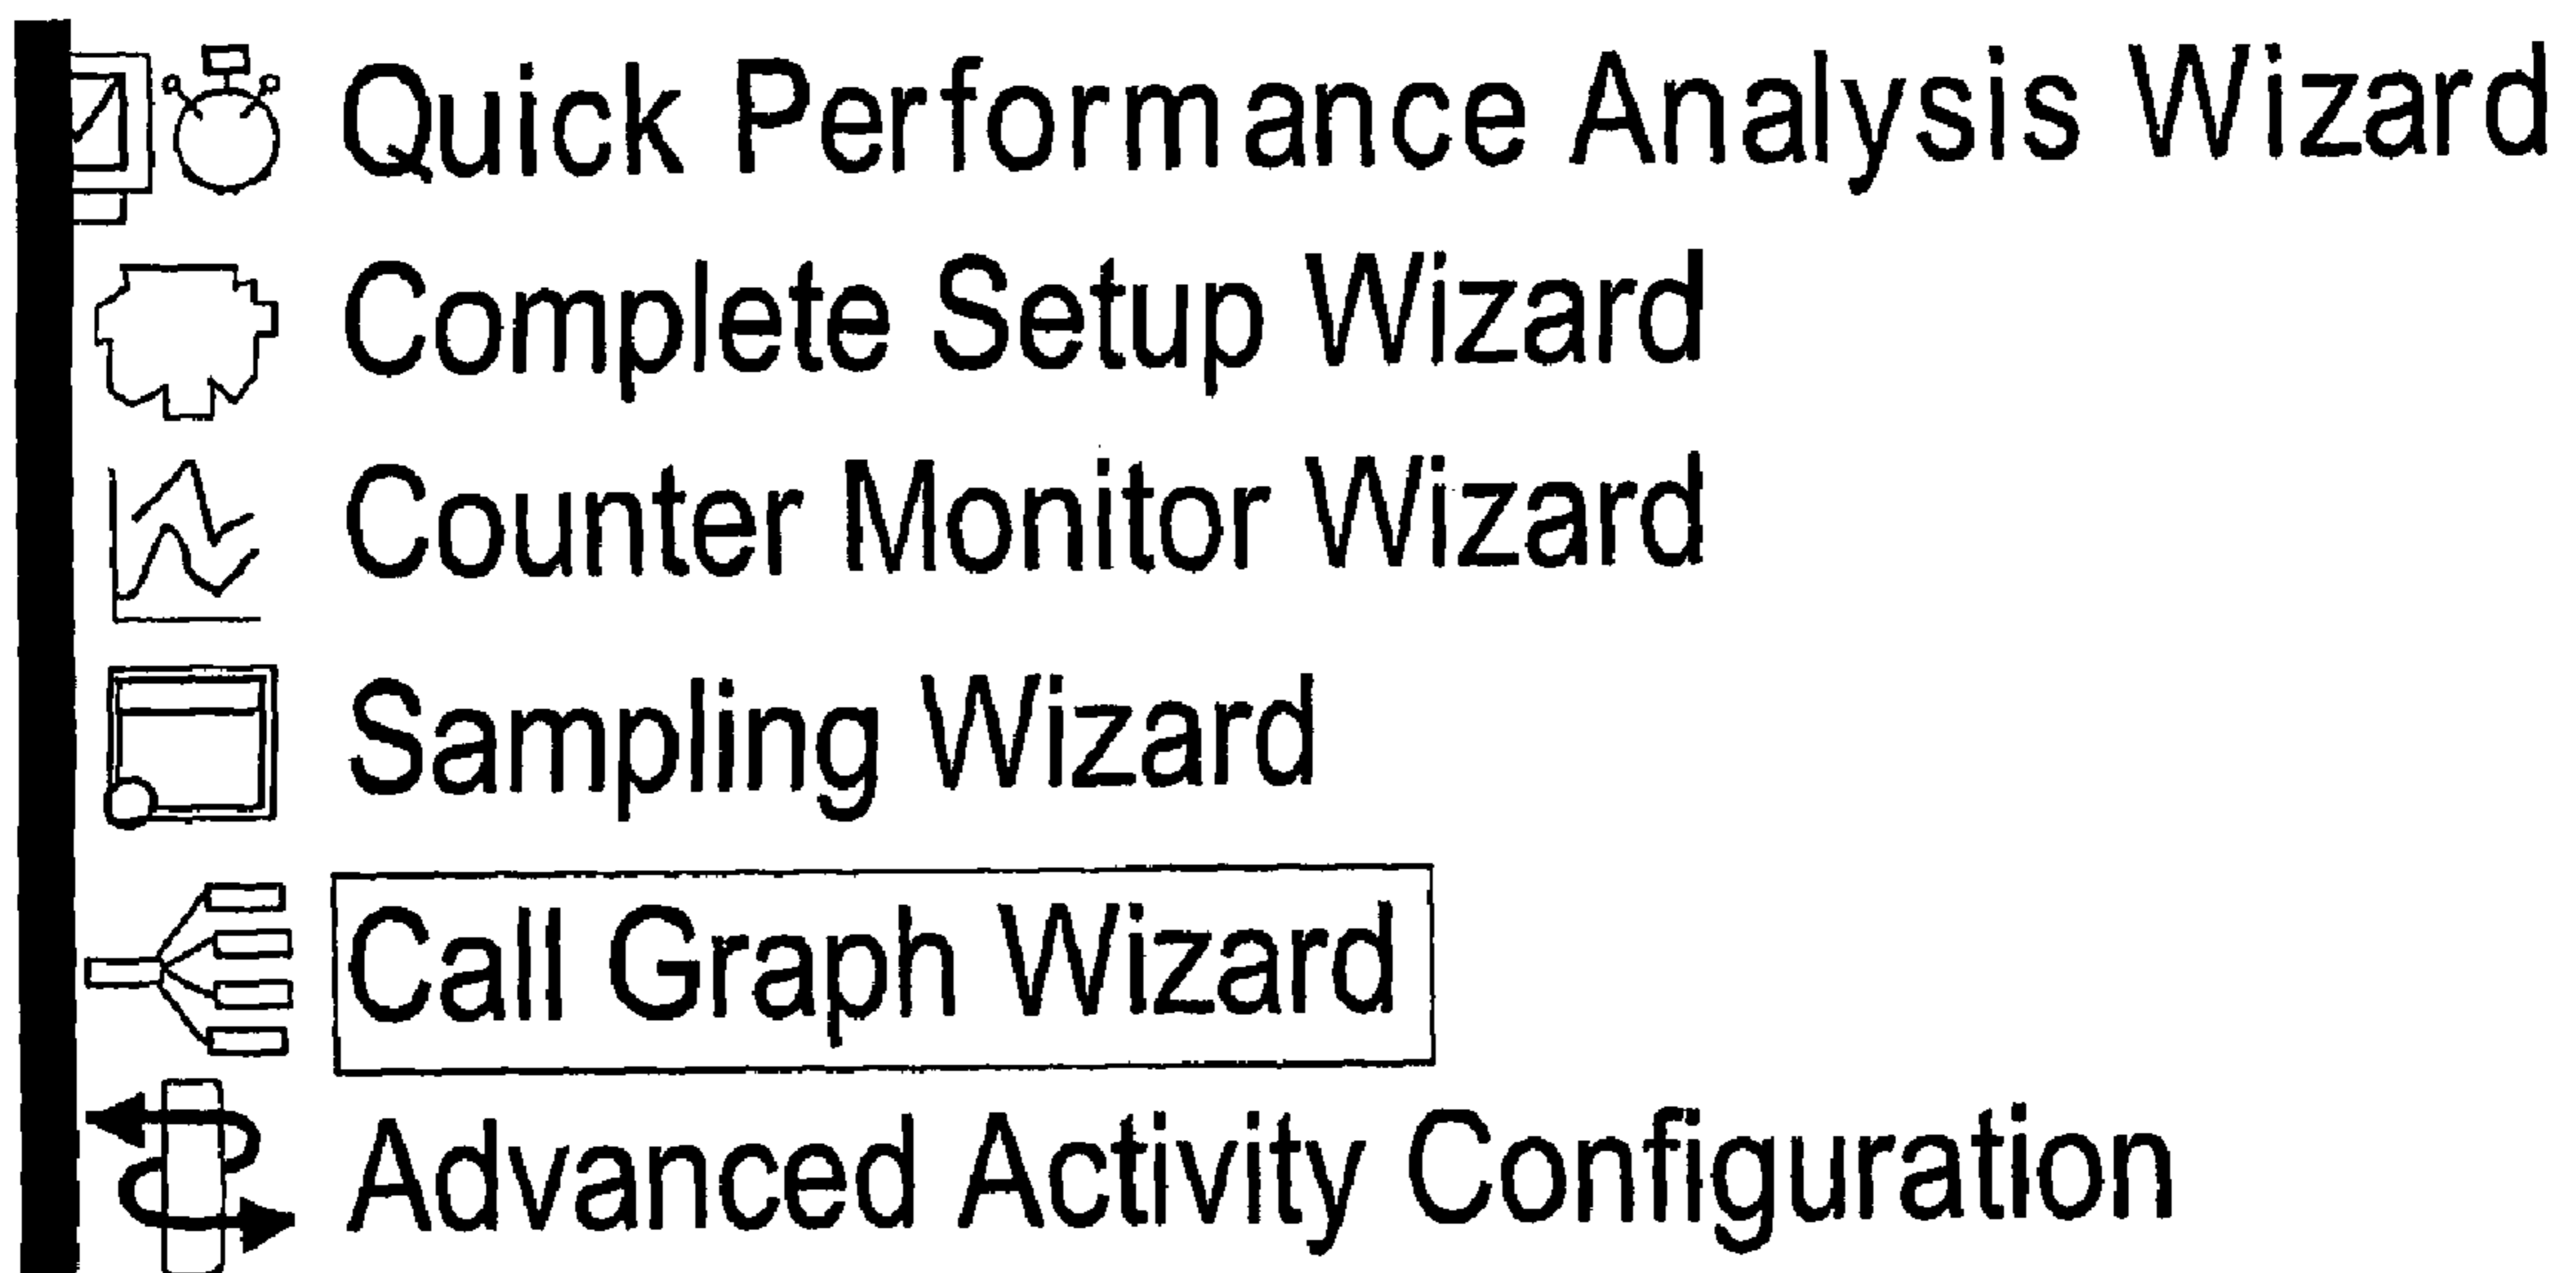 Quick Performance Analysis Wizard
Complete Setup Wizard
Counter Monitor Wizard
Sampling Wizard
Call Graph Wizard
Advanced Activity Configuration